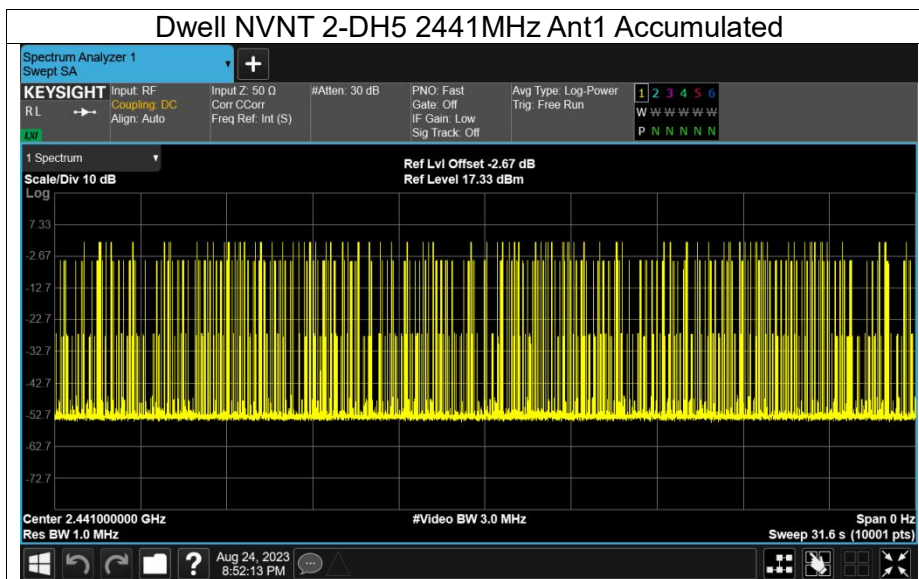 Dwell NVNT 2-DH5 2441MHz Ant1 Accumulated
Spectrum Analyzer 1
Swept SA
+
KEYSIGHT Input: RF Input Z: 50 Ω #Atten: 30 dB PNO: Fast Avg Type: Log-Power 1 2 3 4 5 6
RL Coupling: DC Corr CCorr Gate: Off Trig: Free Run W W W W W W
Align: Auto Freq Ref: Int (S) IF Gain: Low
LXI Sig Track: Off P N N N N N
1 Spectrum
Ref Lvl Offset -2.67 dB
Scale/Div 10 dB Ref Level 17.33 dBm
Log
7.33
-2.67
-12.7
-22.7
-32.7
-42.7
-52.7
-62.7
-72.7
Center 2.441000000 GHz #Video BW 3.0 MHz Span 0 Hz
Res BW 1.0 MHz Sweep 31.6 s (10001 pts)
? Aug 24, 2023
8:52:13 PM